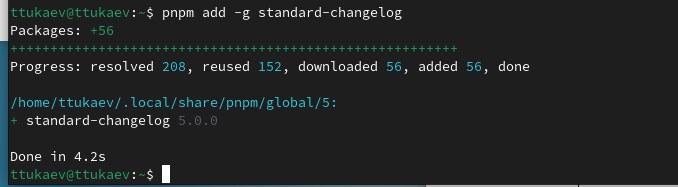 ttukaev@ttukaev:~$ pnpm add -g standard-changelog
Packages: +56
++++++++++++++++++++++++++++++++++++++++++++++++++++++++
Progress: resolved 208, reused 152, downloaded 56, added 56, done
/home/ttukaev/.local/share/pnpm/global/5:
+ standard-changelog 5.0.0
Done in 4.2s
ttukaev@ttukaev:~$